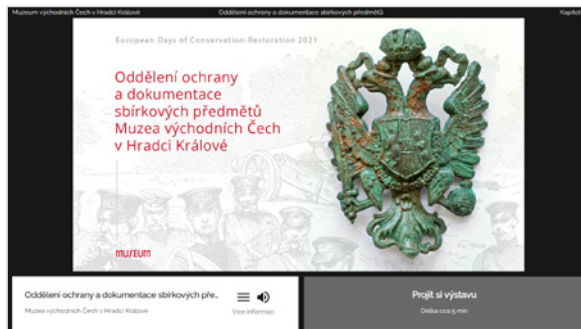 Muzeum východních Čech v Hradci Králové
Oddělení ochrany a dokumentace sbírkových předmětů
Kapitol
European Days of Conservation-Restoration 2021
Oddělení ochrany
a dokumentace
sbírkových předmětů
Muzea východních Čech
v Hradci Králové
MUSEUM
Oddělení ochrany a dokumentace sbírkových pře...
Muzeum východních Čech v Hradci Králové
Více informací
Projít si výstavu
Délka cca 5 min